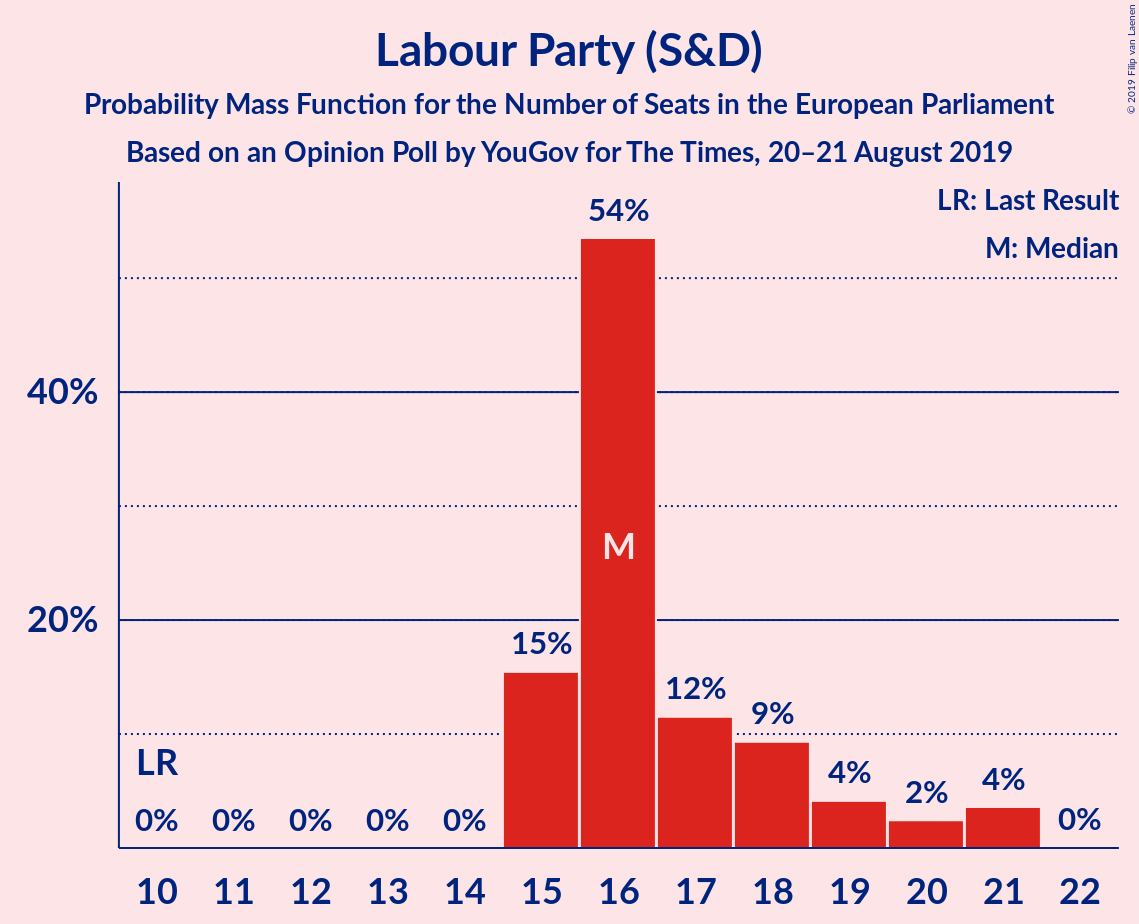 Labour Party (S&D)
Probability Mass Function for the Number of Seats in the European Parliament
Based on an Opinion Poll by YouGov for The Times, 20–21 August 2019
© 2019 Filip van Laenen
LR: Last Result
M: Median
54%
40%
M
20%
15%
12%
9%
LR
4%
2%
4%
0% 0% 0% 0% 0% 0%
10 11 12 13 14 15 16 17 18 19 20 21 22